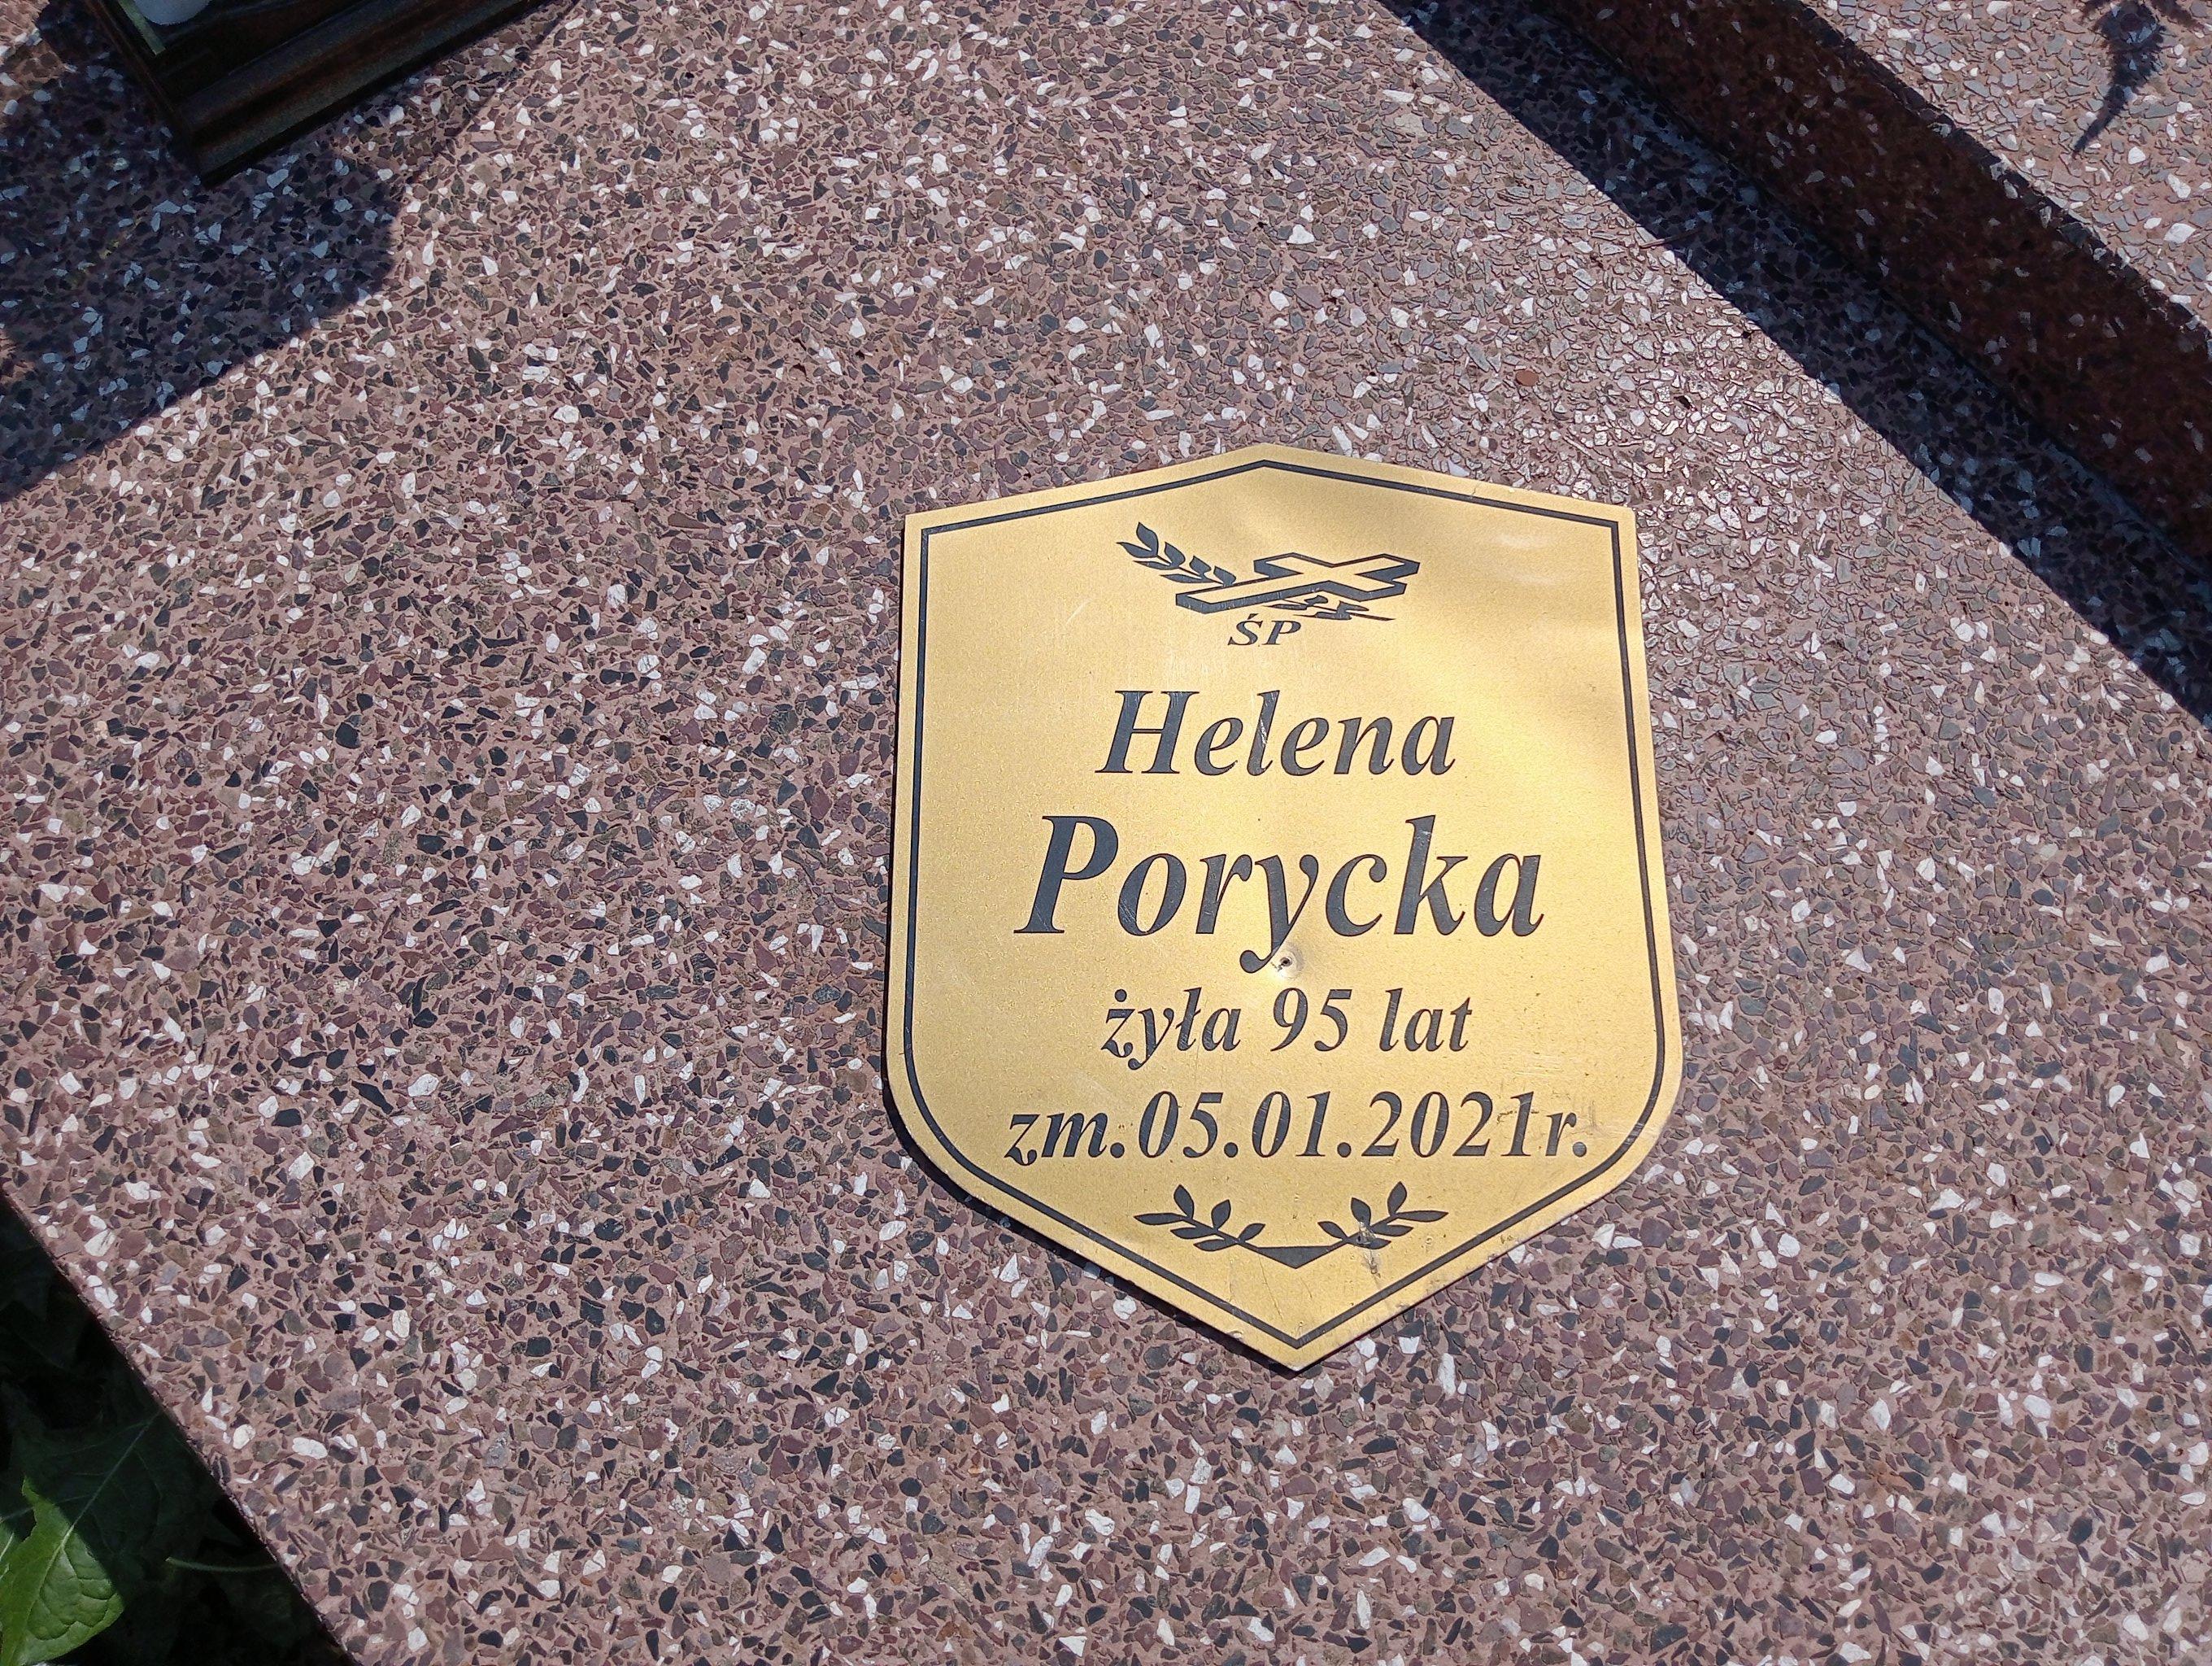 ŚP
Helena
Porycka
żyła 95 lat
zm.05.01.2021r.